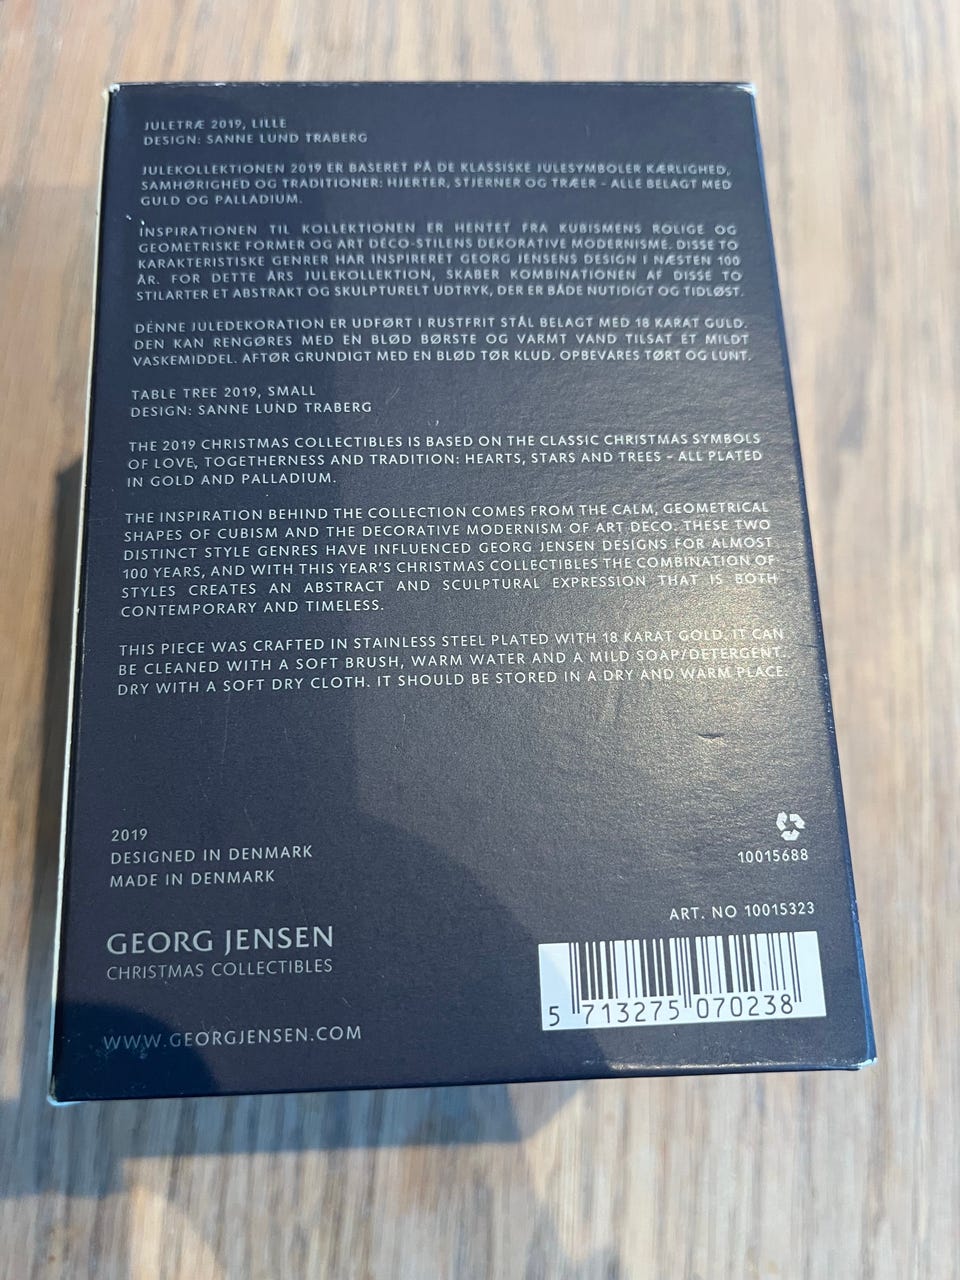 JULETRÆ 2019, LILLE
DESIGN: SANNE LUND TRABERG
JULEKOLLEKTIONEN 2019 ER BASERET PÅ DE KLASSISKE JULESYMBOLER KÆRLIGHED,
SAMHØRIGHED OG TRADITIONER: HJERTER, STJERNER OG TRÆER – ALLE BELAGT MED
GULD OG PALLADIUM.
INSPIRATIONEN TIL KOLLEKTIONEN ER HENTET FRA KUBISMENS ROLIGE OG
GEOMETRISKE FORMER OG ART DECO-STILENS DEKORATIVE MODERNISME. DISSE TO
KARAKTERISTISKE GENRER HAR INSPIRERET GEORG JENSENS DESIGN I NÆSTEN 100
ÅR. FOR DETTE ÅRS JULEKOLLEKTION, SKABER KOMBINATIONEN AF DISSE TO
STILARTER ET ABSTRAKT OG SKULPTURELT UDTRYK, DER ER BÅDE NUTIDIGT OG TIDLØST.
DENNE JULEDEKORATION ER UDFØRT I RUSTFRIT STÅL BELAGT MED 18 KARAT GULD.
DEN KAN RENGØRES MED EN BLØD BØRSTE OG VARMT VAND TILSAT ET MILDT
VASKEMIDDEL. AFTØR GRUNDIGT MED EN BLØD TØR KLUD. OPBEVARES TØRT OG LUNT.
TABLE TREE 2019, SMALL
DESIGN: SANNE LUND TRABERG
THE 2019 CHRISTMAS COLLECTIBLES IS BASED ON THE CLASSIC CHRISTMAS SYMBOLS
OF LOVE, TOGETHERNESS AND TRADITION: HEARTS, STARS AND TREES – ALL PLATED
IN GOLD AND PALLADIUM.
THE INSPIRATION BEHIND THE COLLECTION COMES FROM THE CALM, GEOMETRICAL
SHAPES OF CUBISM AND THE DECORATIVE MODERNISM OF ART DECO. THESE TWO
DISTINCT STYLE GENRES HAVE INFLUENCED GEORG JENSEN DESIGNS FOR ALMOST
100 YEARS, AND WITH THIS YEAR'S CHRISTMAS COLLECTIBLES THE COMBINATION OF
STYLES CREATES AN ABSTRACT AND SCULPTURAL EXPRESSION THAT IS BOTH
CONTEMPORARY AND TIMELESS.
THIS PIECE WAS CRAFTED IN STAINLESS STEEL PLATED WITH 18 KARAT GOLD. IT CAN
BE CLEANED WITH A SOFT BRUSH, WARM WATER AND A MILD SOAP/DETERGENT.
DRY WITH A SOFT DRY CLOTH. IT SHOULD BE STORED IN A DRY AND WARM PLACE.
2019
DESIGNED IN DENMARK
MADE IN DENMARK
10015688
ART. NO 10015323
GEORG JENSEN
CHRISTMAS COLLECTIBLES
5 713275 070238
WWW.GEORGJENSEN.COM